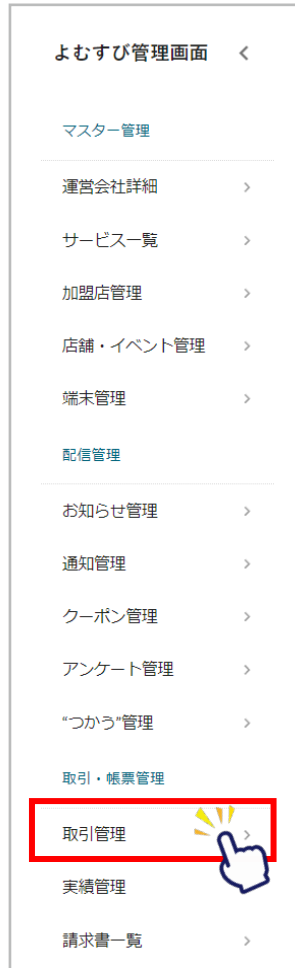 よむすび管理画面
マスター管理
運営会社詳細
サービス一覧
加盟店管理
店舗・イベント管理
端末管理
配信管理
お知らせ管理
通知管理
クーポン管理
アンケート管理
“つかう”管理
取引・帳票管理
取引管理
実績管理
請求書一覧